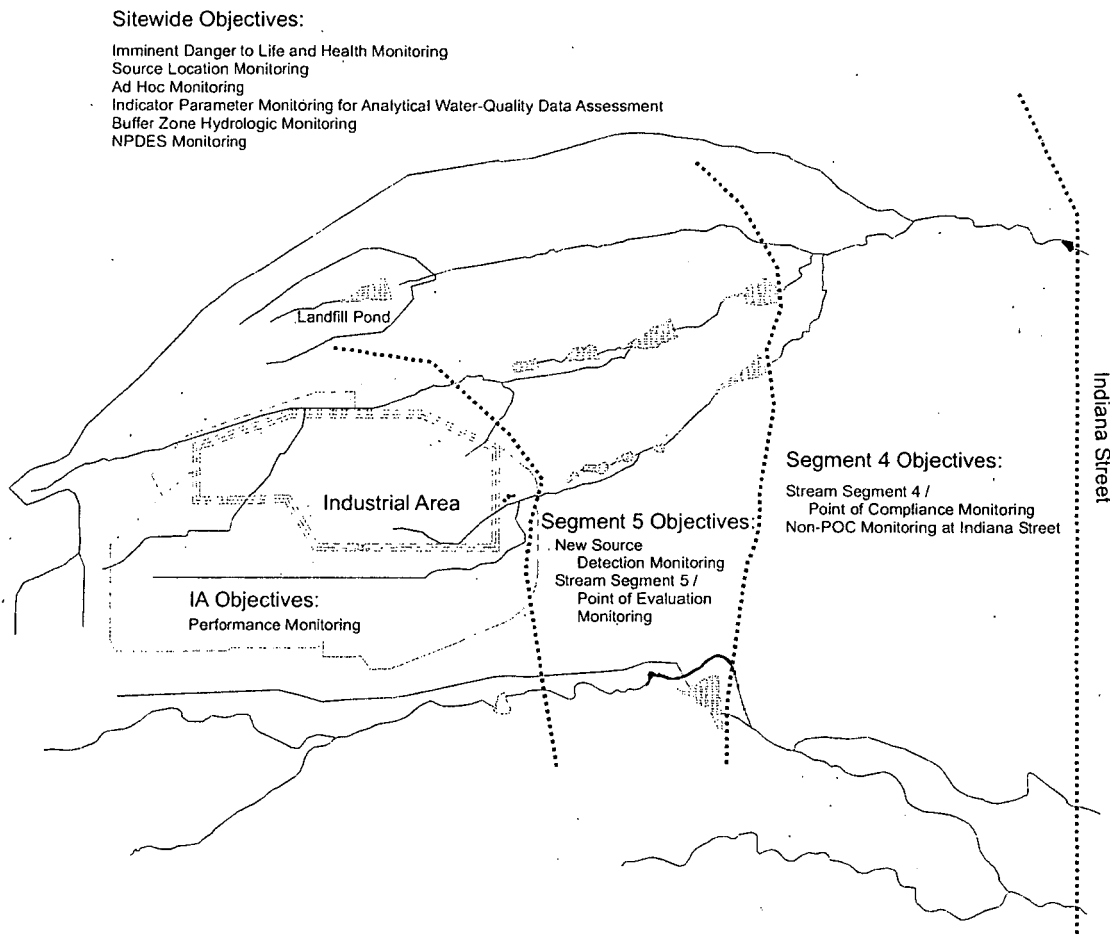 Sitewide Objectives:
Imminent Danger to Life and Health Monitoring
Source Location Monitoring
Ad Hoc Monitoring
Indicator Parameter Monitoring for Analytical Water-Quality Data Assessment
Buffer Zone Hydrologic Monitoring
NPDES Monitoring
Landfill Pond
Industrial Area
IA Objectives:
Performance Monitoring
Segment 5 Objectives:
New Source
Detection Monitoring
Stream Segment 5 /
Point of Evaluation
Monitoring
Segment 4 Objectives:
Stream Segment 4 /
Point of Compliance Monitoring
Non-POC Monitoring at Indiana Street
Indiana Street